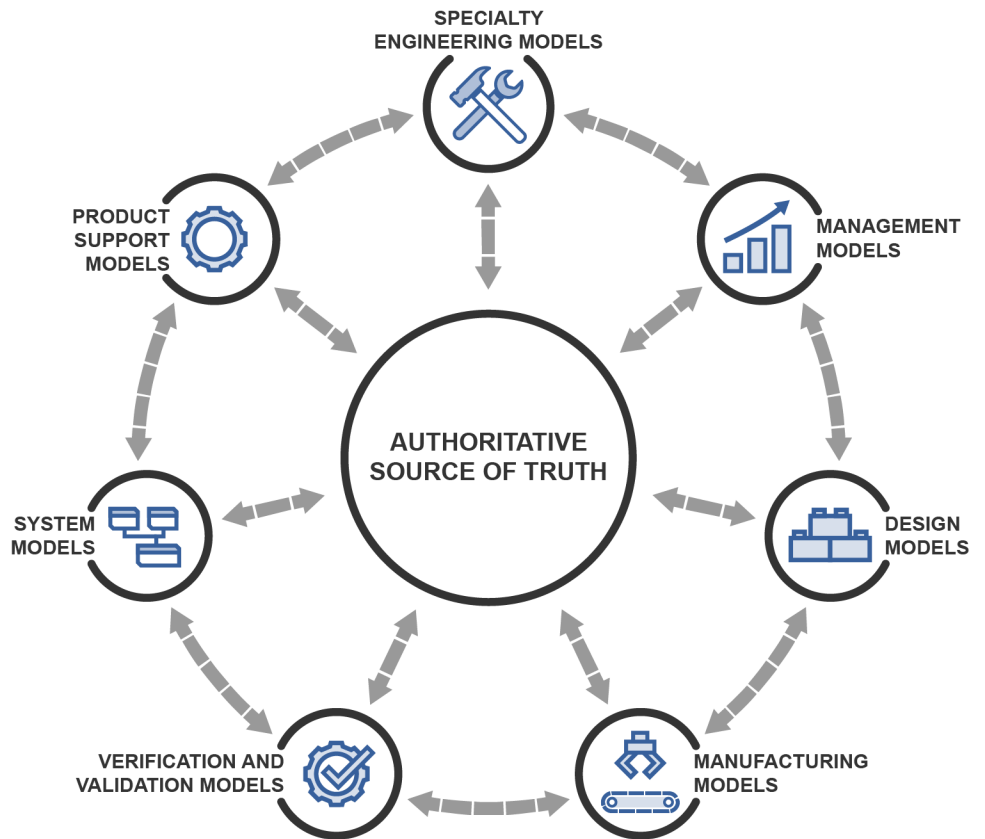 SPECIALTY
ENGINEERING MODELS
MANAGEMENT
MODELS
DESIGN
MODELS
MANUFACTURING
MODELS
VERIFICATION AND
VALIDATION MODELS
SYSTEM
MODELS
PRODUCT
SUPPORT
MODELS
AUTHORITATIVE
SOURCE OF TRUTH